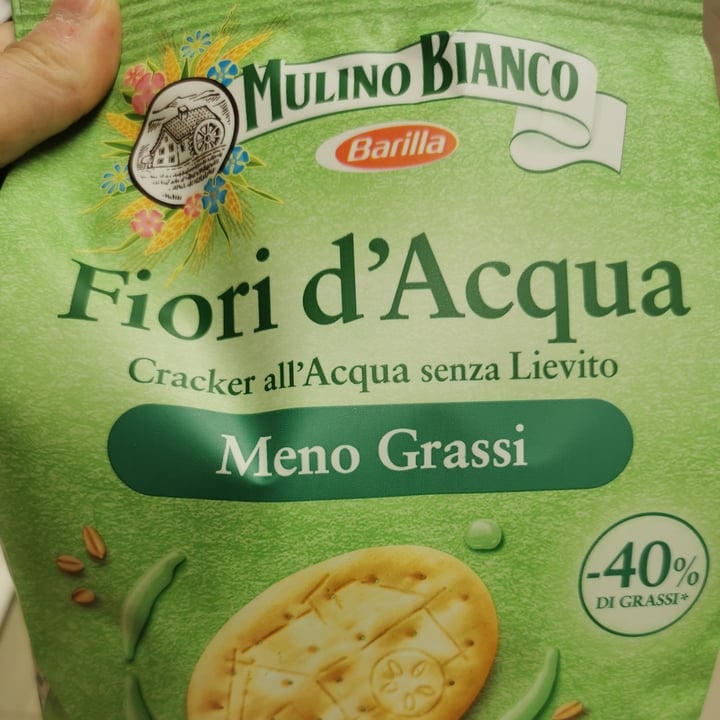 MULINO BIANCO
Barilla
Fiori d'Acqua
Cracker all'Acqua senza Lievito
Meno Grassi
-40%
DI GRASSI*